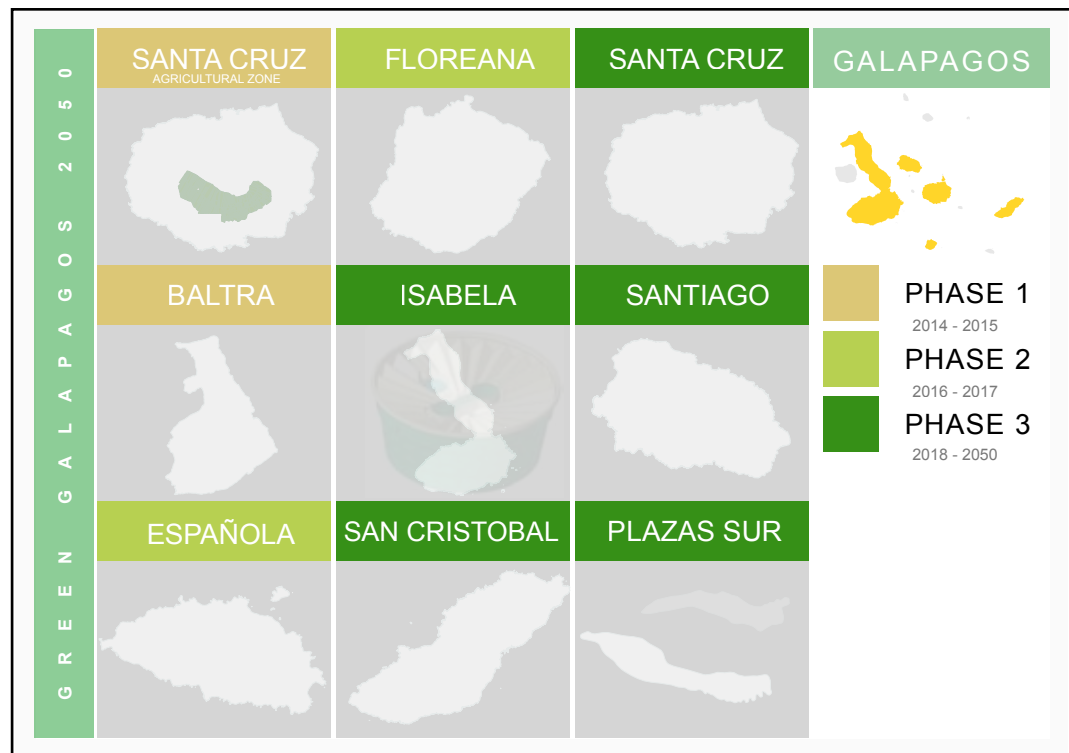 GREEN GALAPAGOS 2050
SANTA CRUZ
AGRICULTURAL ZONE
FLOREANA
SANTA CRUZ
GALAPAGOS
BALTRA
ISABELA
SANTIAGO
PHASE 1
2014 - 2015
PHASE 2
2016 - 2017
PHASE 3
2018 - 2050
ESPAÑOLA
SAN CRISTOBAL
PLAZAS SUR